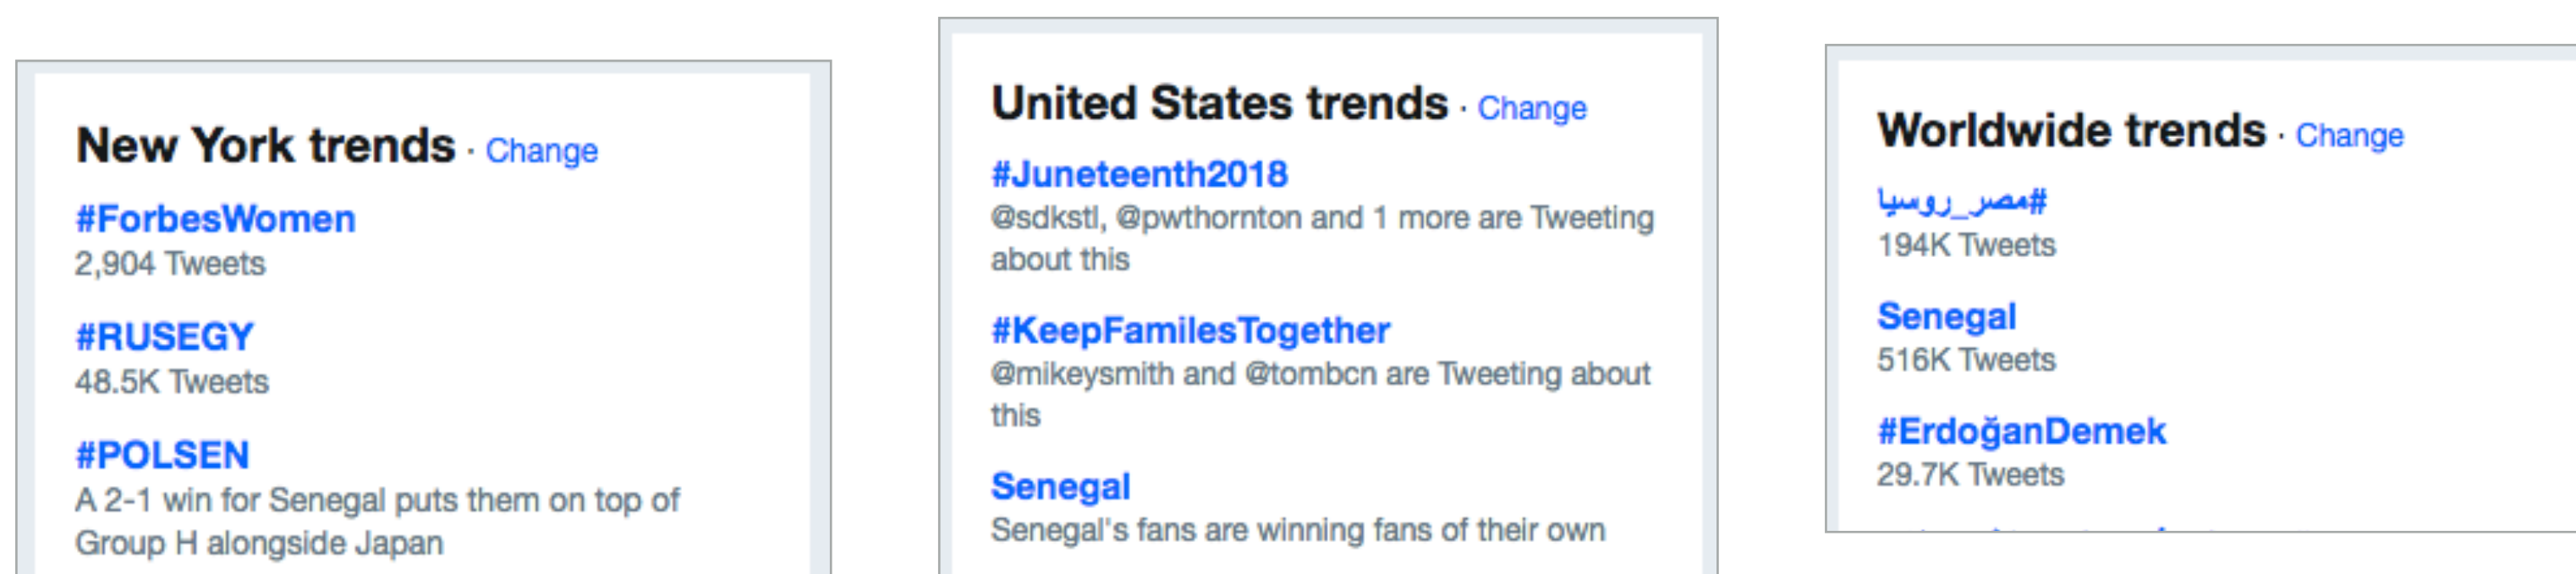 New York trends · Change
#ForbesWomen
2,904 Tweets
#RUSEGY
48.5K Tweets
#POLSEN
A 2-1 win for Senegal puts them on top of
Group H alongside Japan
United States trends · Change
#Juneteenth2018
@sdkstl, @pwthornton and 1 more are Tweeting
about this
#KeepFamilesTogether
@mikeysmith and @tombcn are Tweeting about
this
Senegal
Senegal's fans are winning fans of their own
Worldwide trends · Change
#مصر_روسيا
194K Tweets
Senegal
516K Tweets
#ErdoğanDemek
29.7K Tweets